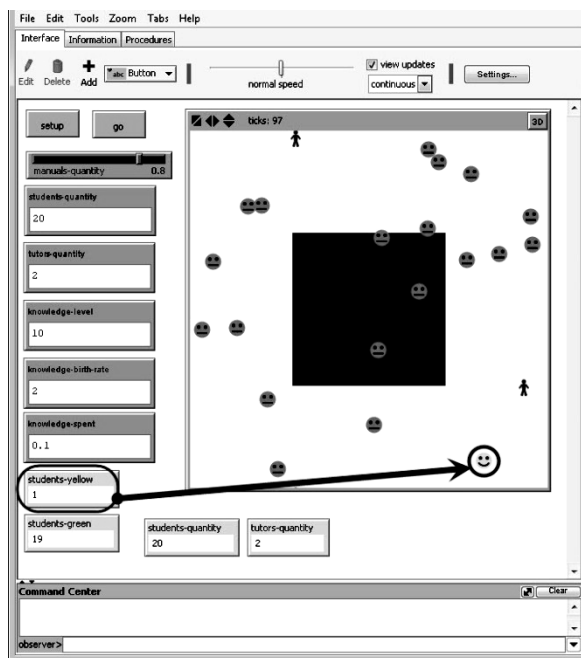 File Edit Tools Zoom Tabs Help
Interface Information Procedures
Edit Delete Add abc Button normal speed view updates continuous Settings...
setup go ticks: 97 3D
manuals-quantity 0.8
students-quantity
20
tutors-quantity
2
knowledge-level
10
knowledge-birth-rate
2
knowledge-spent
0.1
students-yellow
1
students-green
19
students-quantity
20
tutors-quantity
2
Command Center Clear
observer>